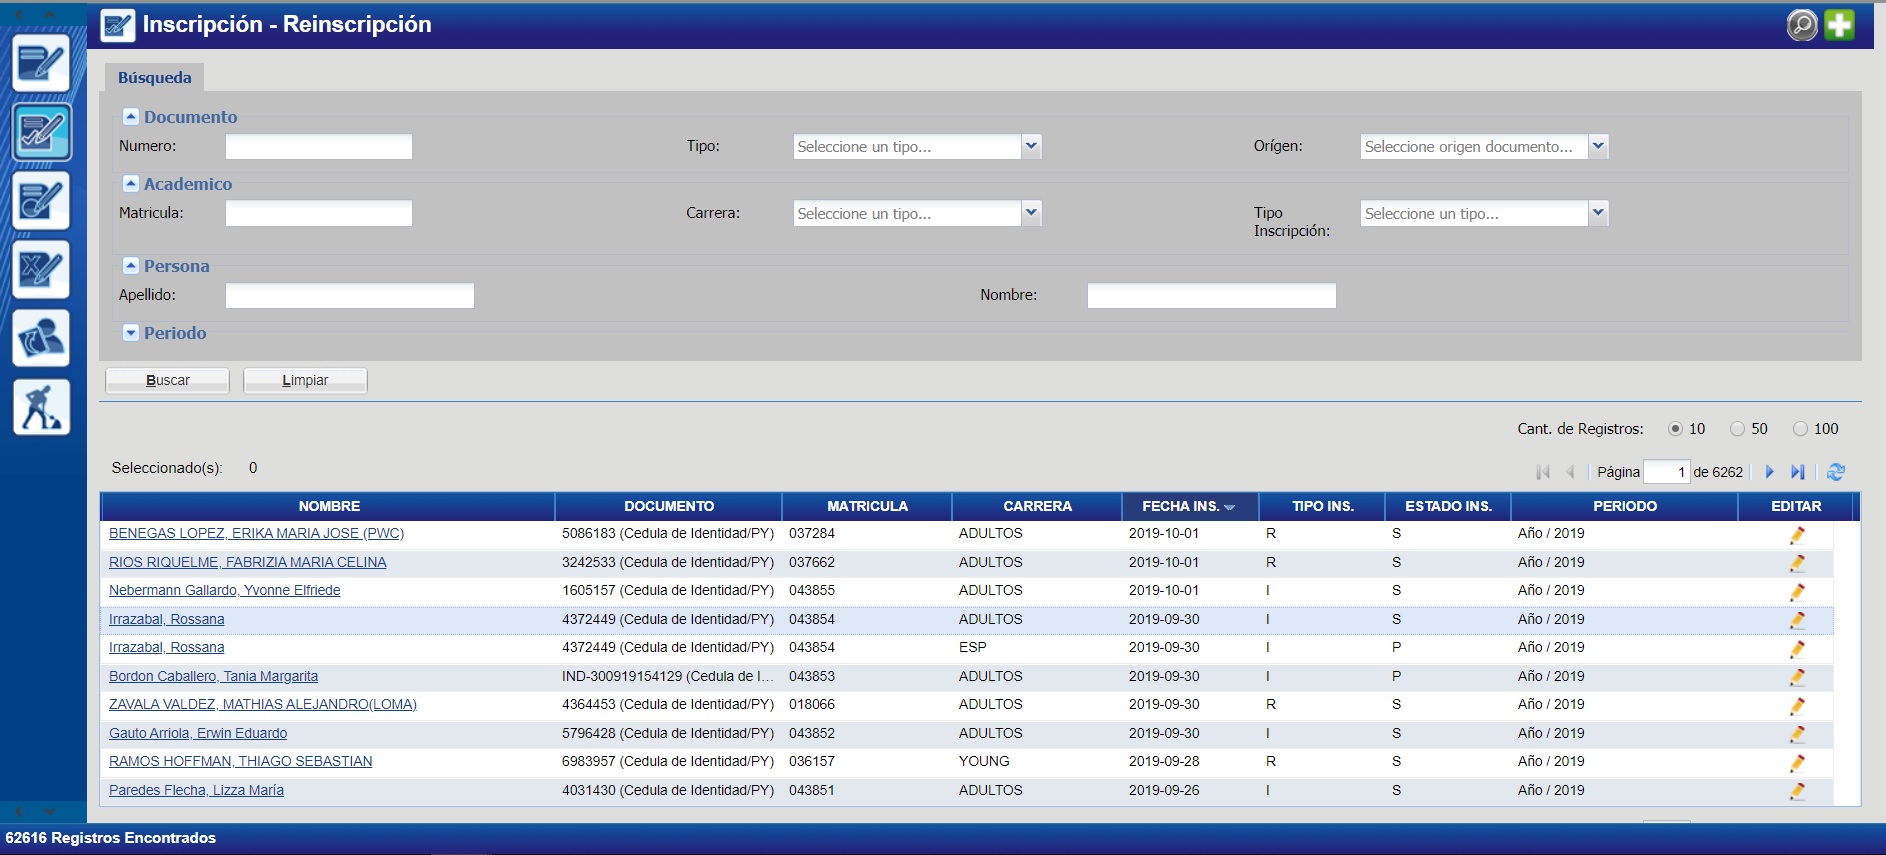 Inscripción - Reinscripción
Búsqueda
Documento
Numero: Tipo: Seleccione un tipo... Orígen: Seleccione origen documento...
Academico
Matricula: Carrera: Seleccione un tipo... Tipo Inscripción: Seleccione un tipo...
Persona
Apellido: Nombre:
Periodo
Buscar Limpiar
Cant. de Registros: 10 50 100
Seleccionado(s): 0 Página 1 de 6262
NOMBRE DOCUMENTO MATRICULA CARRERA FECHA INS. TIPO INS. ESTADO INS. PERIODO EDITAR
BENEGAS LOPEZ, ERIKA MARIA JOSE (PWC) 5086183 (Cedula de Identidad/PY) 037284 ADULTOS 2019-10-01 R S Año / 2019
RIOS RIQUELME, FABRIZIA MARIA CELINA 3242533 (Cedula de Identidad/PY) 037662 ADULTOS 2019-10-01 R S Año / 2019
Nebermann Gallardo, Yvonne Elfriede 1605157 (Cedula de Identidad/PY) 043855 ADULTOS 2019-10-01 I S Año / 2019
Irrazabal, Rossana 4372449 (Cedula de Identidad/PY) 043854 ADULTOS 2019-09-30 I S Año / 2019
Irrazabal, Rossana 4372449 (Cedula de Identidad/PY) 043854 ESP 2019-09-30 I P Año / 2019
Bordon Caballero, Tania Margarita IND-300919154129 (Cedula de I... 043853 ADULTOS 2019-09-30 I P Año / 2019
ZAVALA VALDEZ, MATHIAS ALEJANDRO(LOMA) 4364453 (Cedula de Identidad/PY) 018066 ADULTOS 2019-09-30 R S Año / 2019
Gauto Arriola, Erwin Eduardo 5796428 (Cedula de Identidad/PY) 043852 ADULTOS 2019-09-30 I S Año / 2019
RAMOS HOFFMAN, THIAGO SEBASTIAN 6983957 (Cedula de Identidad/PY) 036157 YOUNG 2019-09-28 R S Año / 2019
Paredes Flecha, Lizza María 4031430 (Cedula de Identidad/PY) 043851 ADULTOS 2019-09-26 I S Año / 2019
62616 Registros Encontrados